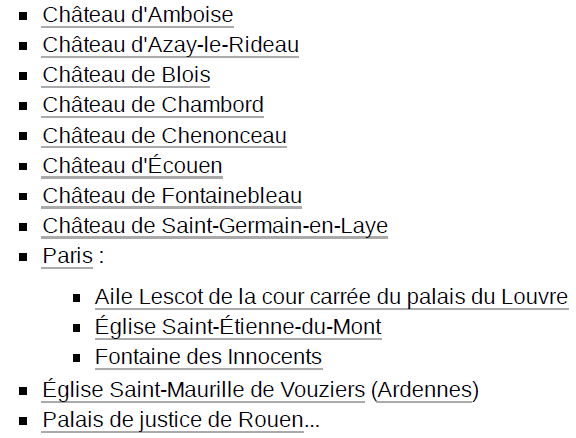 Château d'Amboise
Château d'Azay-le-Rideau
Château de Blois
Château de Chambord
Château de Chenonceau
Château d'Écouen
Château de Fontainebleau
Château de Saint-Germain-en-Laye
Paris :
Aile Lescot de la cour carrée du palais du Louvre
Église Saint-Étienne-du-Mont
Fontaine des Innocents
Église Saint-Maurille de Vouziers (Ardennes)
Palais de justice de Rouen...